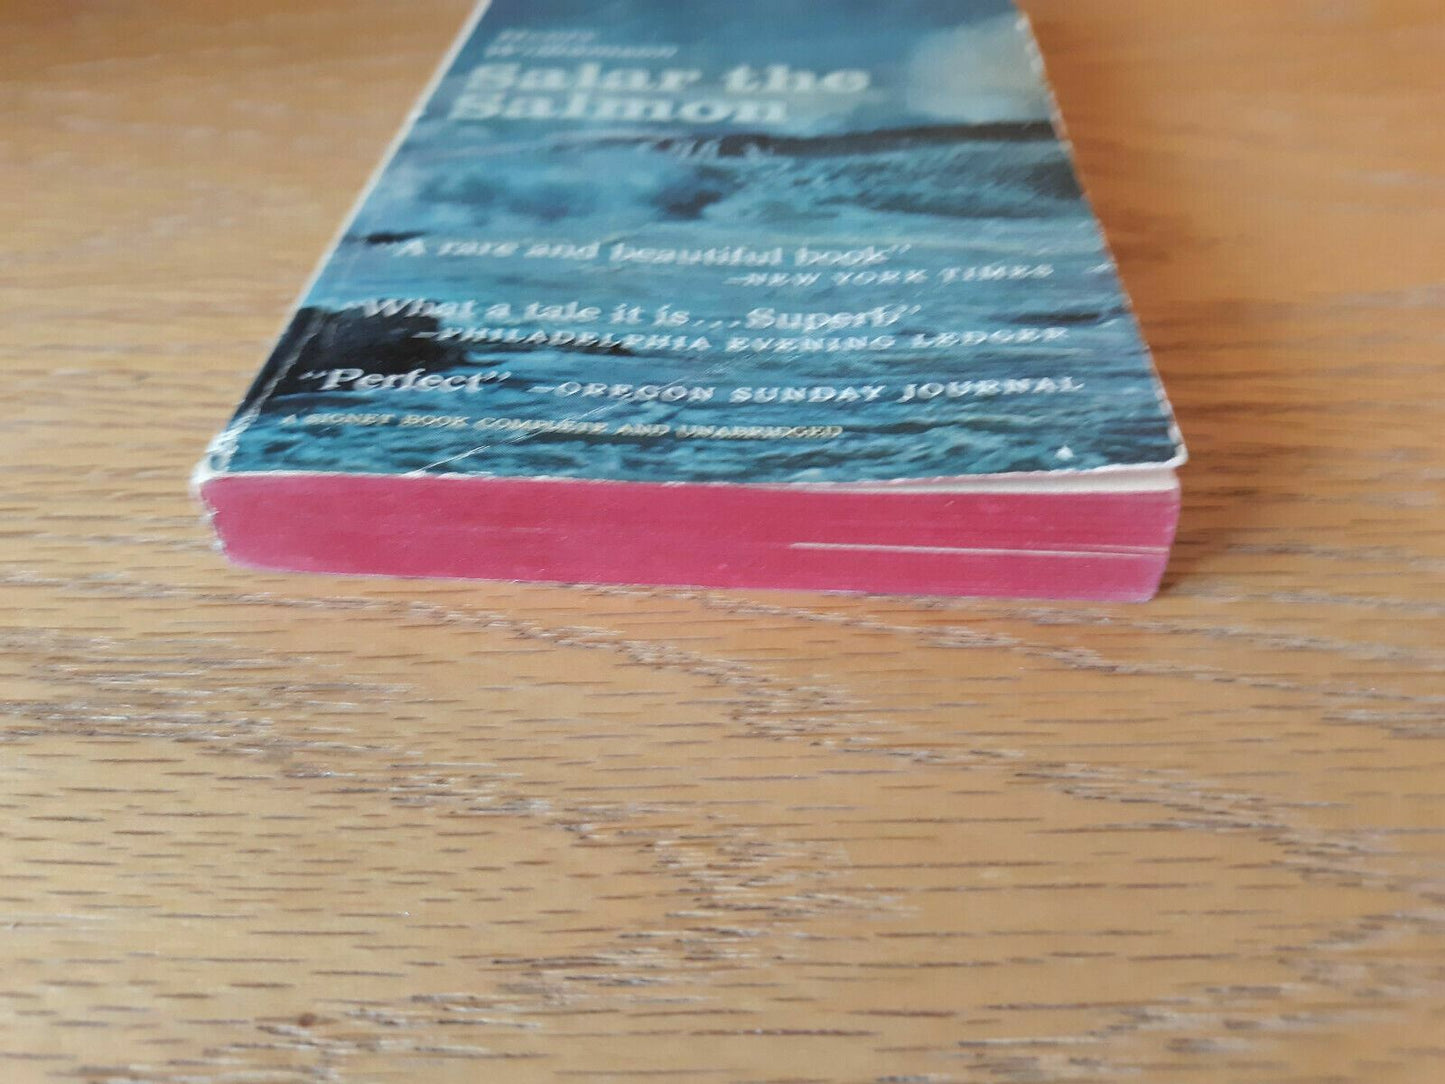 Williamson
Salar the
Salmon
"A rare and beautiful book"
—NEW YORK TIMES
"What a tale it is...Superb"
—PHILADELPHIA EVENING LEDGER
"Perfect" —OREGON SUNDAY JOURNAL
A SIGNET BOOK COMPLETE AND UNABRIDGED